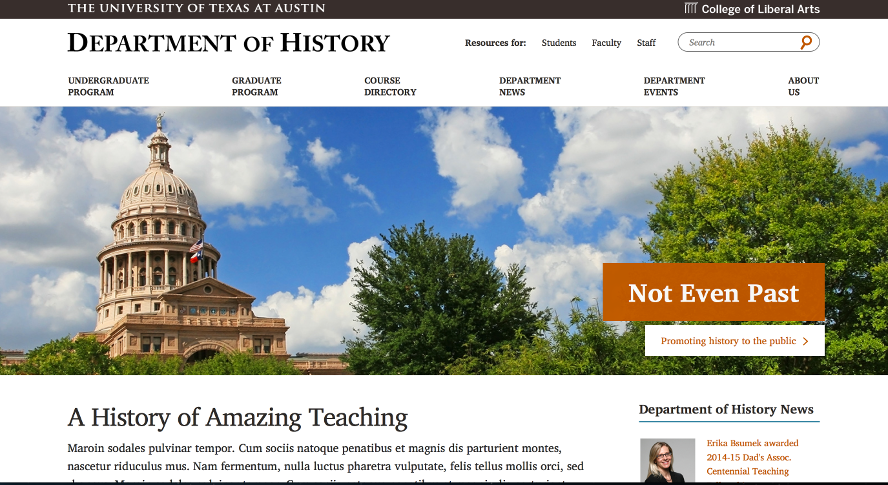 THE UNIVERSITY OF TEXAS AT AUSTIN
College of Liberal Arts
DEPARTMENT OF HISTORY
Resources for: Students Faculty Staff
Search
UNDERGRADUATE PROGRAM
GRADUATE PROGRAM
COURSE DIRECTORY
DEPARTMENT NEWS
DEPARTMENT EVENTS
ABOUT US
Not Even Past
Promoting history to the public
A History of Amazing Teaching
Maroin sodales pulvinar tempor. Cum sociis natoque penatibus et magnis dis parturient montes,
nascetur ridiculus mus. Nam fermentum, nulla luctus pharetra vulputate, felis tellus mollis orci, sed
Department of History News
Erika Bsumek awarded
2014-15 Dad's Assoc.
Centennial Teaching